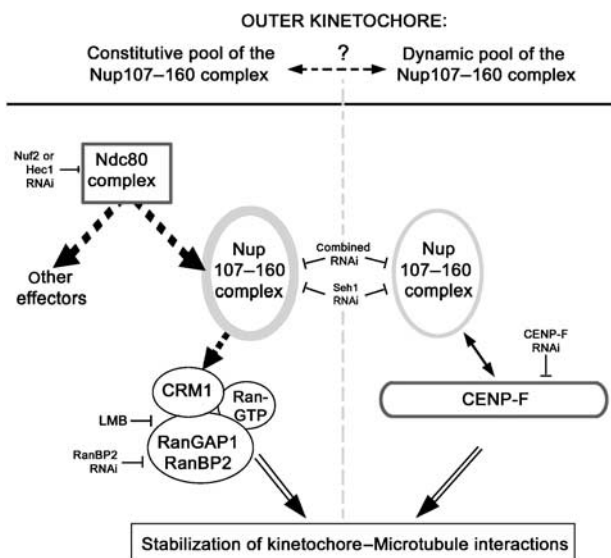 OUTER KINETOCHORE:
Constitutive pool of the
Nup107–160 complex
?
Dynamic pool of the
Nup107–160 complex
Nuf2 or
Hec1
RNAi
Ndc80
complex
Other
effectors
Nup
107–160
complex
Combined
RNAi
Seh1
RNAi
Nup
107–160
complex
CENP-F
RNAi
CRM1
Ran-
GTP
CENP-F
LMB
RanGAP1
RanBP2
RanBP2
RNAi
Stabilization of kinetochore–Microtubule interactions